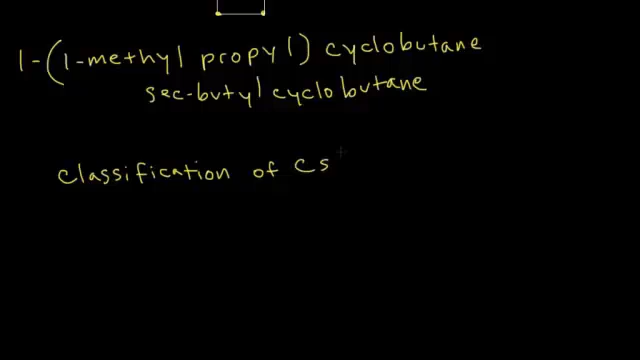 1-(1-methyl propyl) cyclobutane
sec-butyl cyclobutane
classification of Cs